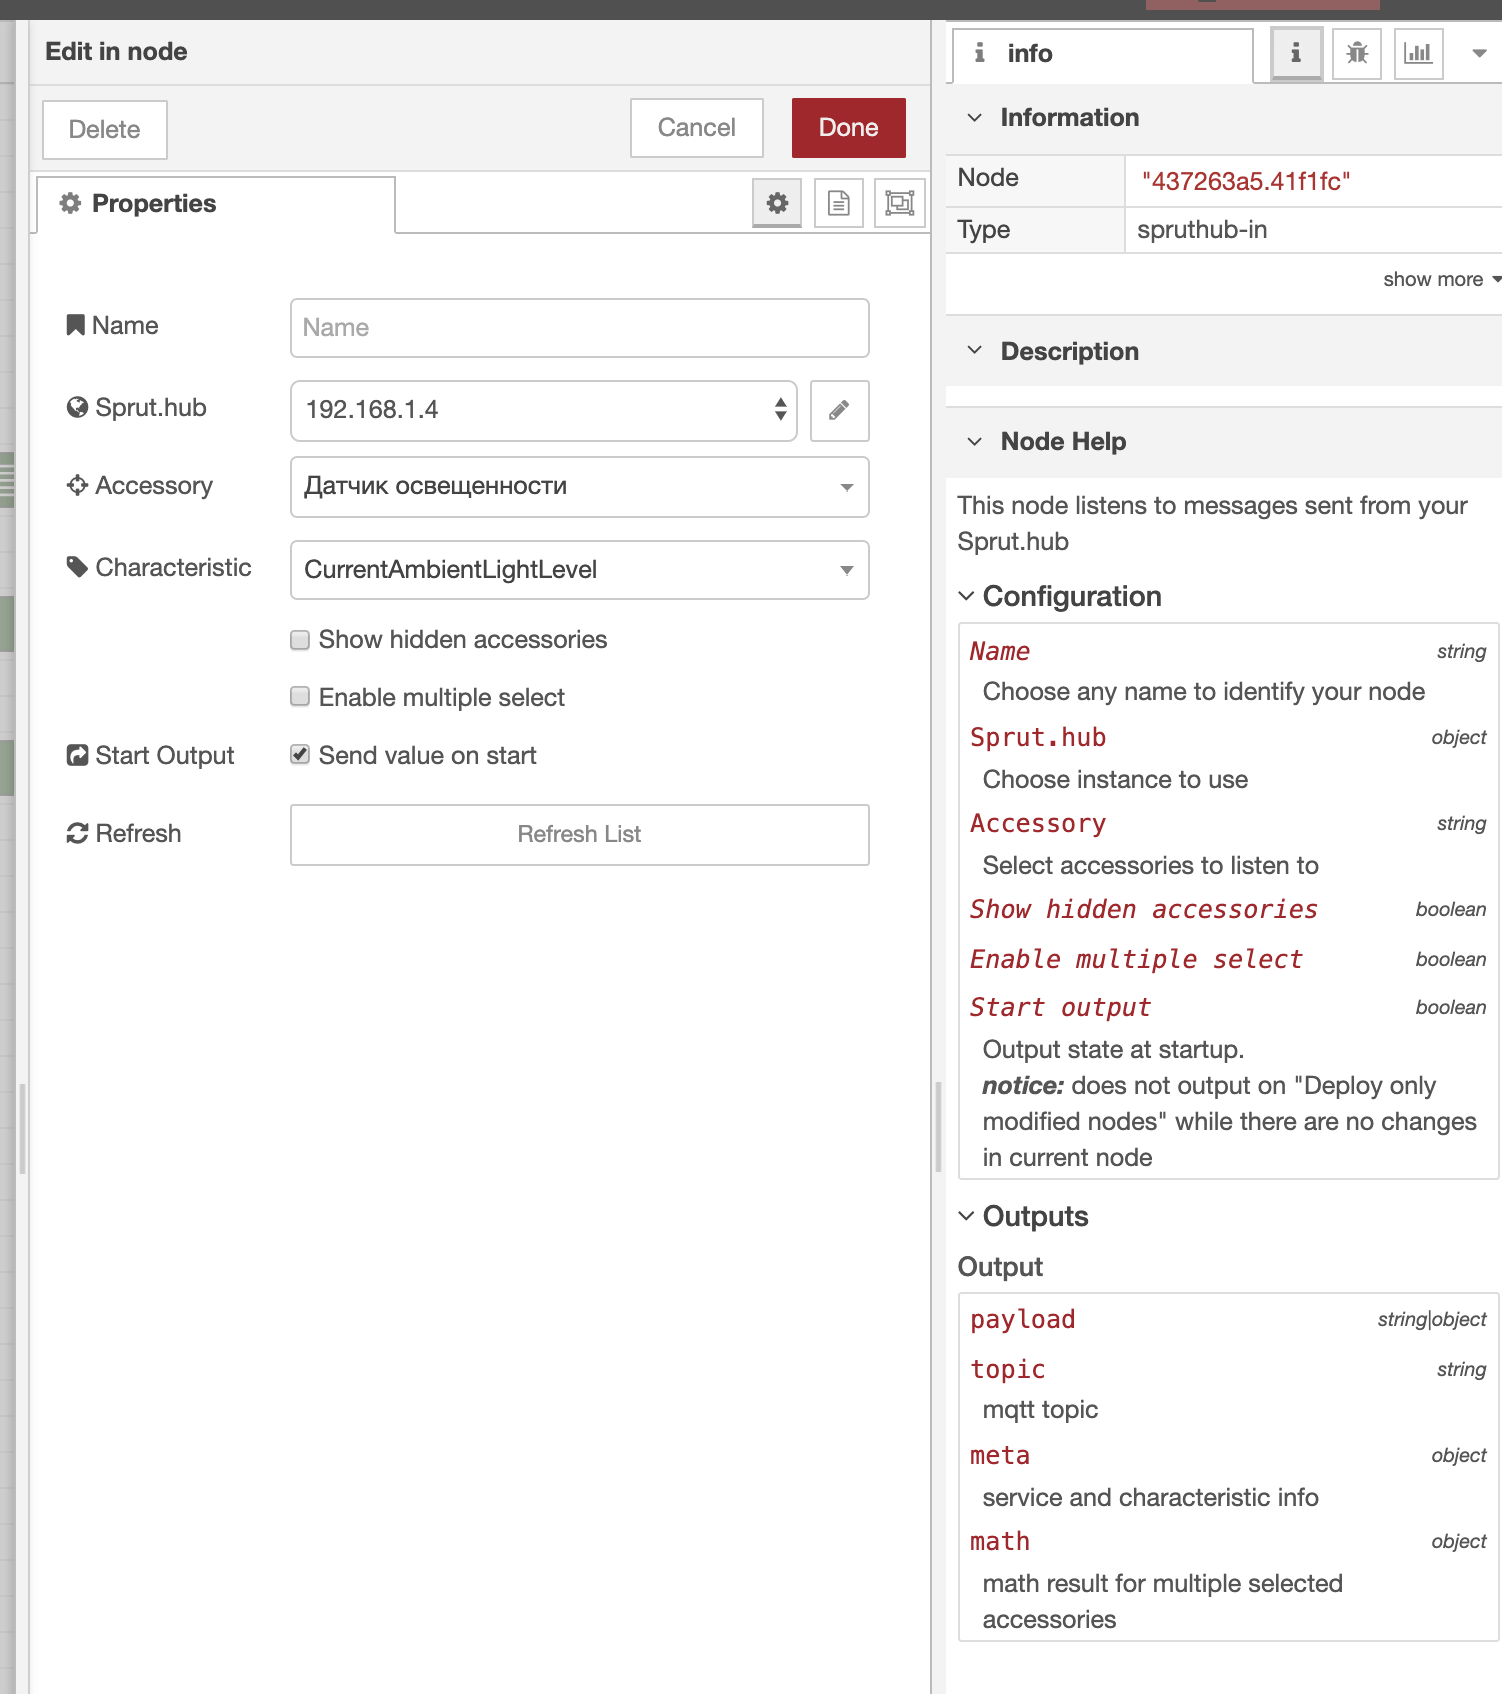 Edit in node
Delete
Cancel
Done
Properties
Name
Name
Sprut.hub
192.168.1.4
Accessory
Датчик освещенности
Characteristic
CurrentAmbientLightLevel
Show hidden accessories
Enable multiple select
Start Output
Send value on start
Refresh
Refresh List
info
Information
Node
"437263a5.41f1fc"
Type
spruthub-in
show more
Description
Node Help
This node listens to messages sent from your
Sprut.hub
Configuration
Name
string
Choose any name to identify your node
Sprut.hub
object
Choose instance to use
Accessory
string
Select accessories to listen to
Show hidden accessories
boolean
Enable multiple select
boolean
Start output
boolean
Output state at startup.
notice: does not output on "Deploy only
modified nodes" while there are no changes
in current node
Outputs
Output
payload
string|object
topic
string
mqtt topic
meta
object
service and characteristic info
math
object
math result for multiple selected
accessories